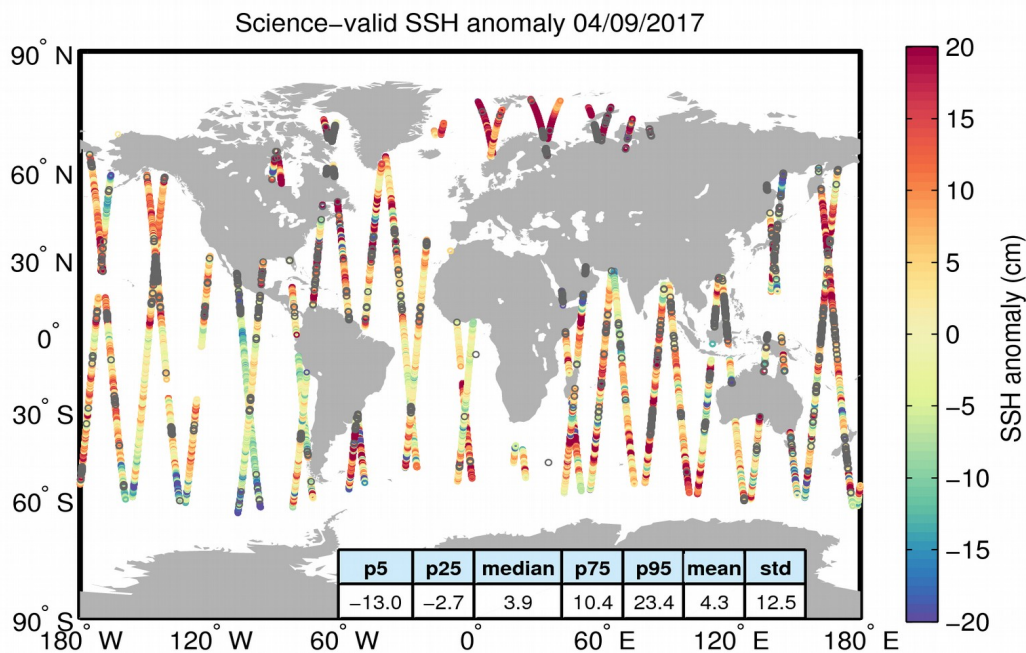 Science−valid SSH anomaly 04/09/2017
90° N
60° N
30° N
0°
30° S
60° S
90° S
180° W
120° W
60° W
0°
60° E
120° E
180° E
p5 p25 median p75 p95 mean std
−13.0 −2.7 3.9 10.4 23.4 4.3 12.5
20
15
10
5
0
−5
−10
−15
−20
SSH anomaly (cm)